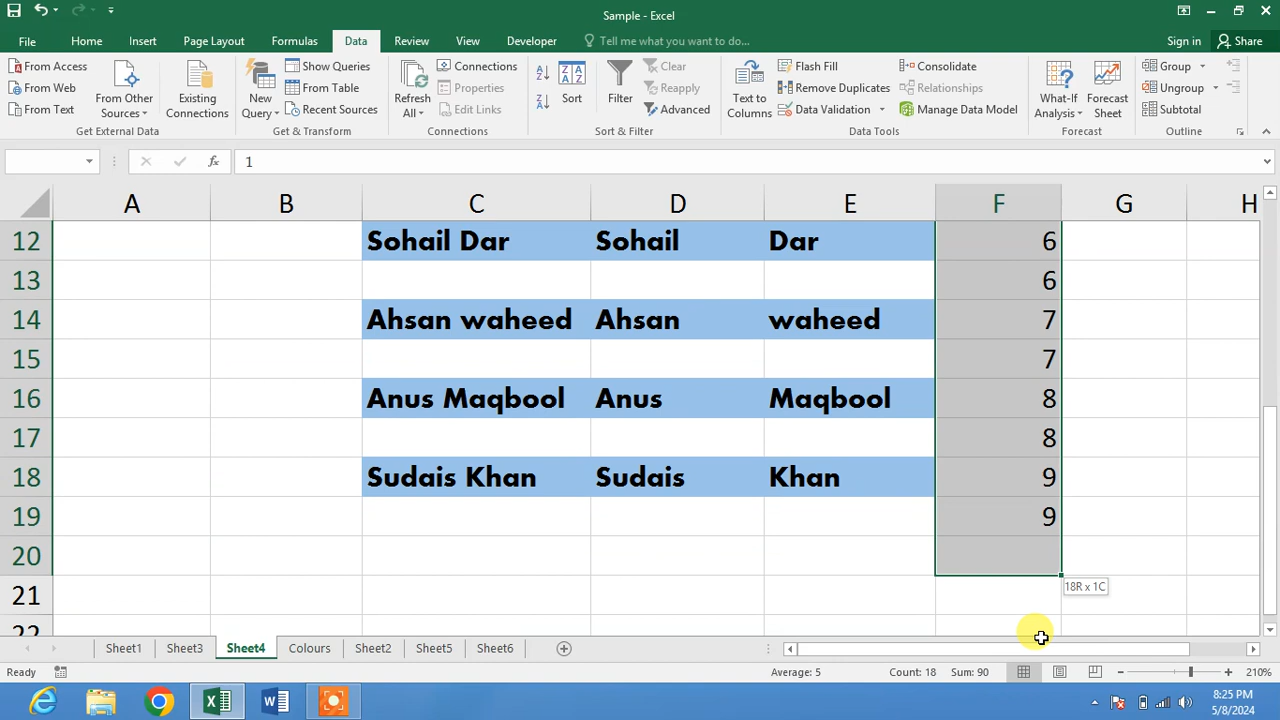 Sample - Excel
File Home Insert Page Layout Formulas Data Review View Developer Tell me what you want to do... Sign in Share
From Access From Web From Text From Other Sources Existing Connections
Get External Data
New Query Show Queries From Table Recent Sources
Get & Transform
Refresh All Connections Properties Edit Links
Connections
Sort Filter Clear Reapply Advanced
Sort & Filter
Text to Columns Flash Fill Remove Duplicates Data Validation Consolidate Relationships Manage Data Model
Data Tools
What-If Analysis Forecast Sheet
Forecast
Group Ungroup Subtotal
Outline
fx 1
A B C D E F G H
12 Sohail Dar Sohail Dar 6
13 6
14 Ahsan waheed Ahsan waheed 7
15 7
16 Anus Maqbool Anus Maqbool 8
17 8
18 Sudais Khan Sudais Khan 9
19 9
20
18R x 1C
21
22
Sheet1 Sheet3 Sheet4 Colours Sheet2 Sheet5 Sheet6
Ready Average: 5 Count: 18 Sum: 90 210%
8:25 PM
5/8/2024